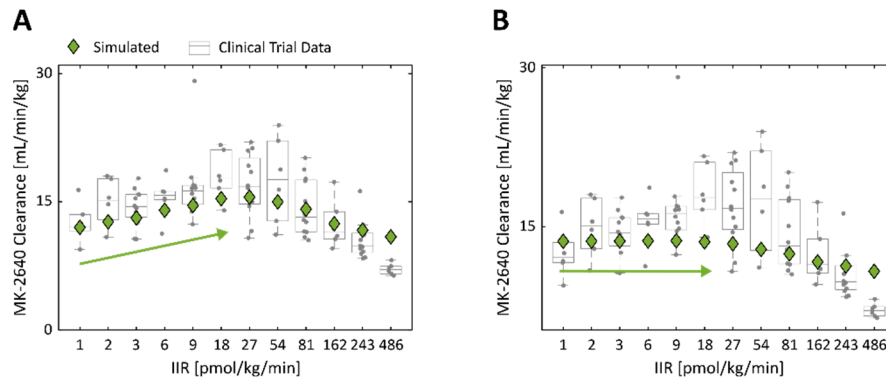 A
Simulated
Clinical Trial Data
30
15
0
MK-2640 Clearance [mL/min/kg]
1 2 3 6 9 18 27 54 81 162 243 486
IIR [pmol/kg/min]
B
30
15
MK-2640 Clearance [mL/min/kg]
1 2 3 6 9 18 27 54 81 162 243 486
IIR [pmol/kg/min]